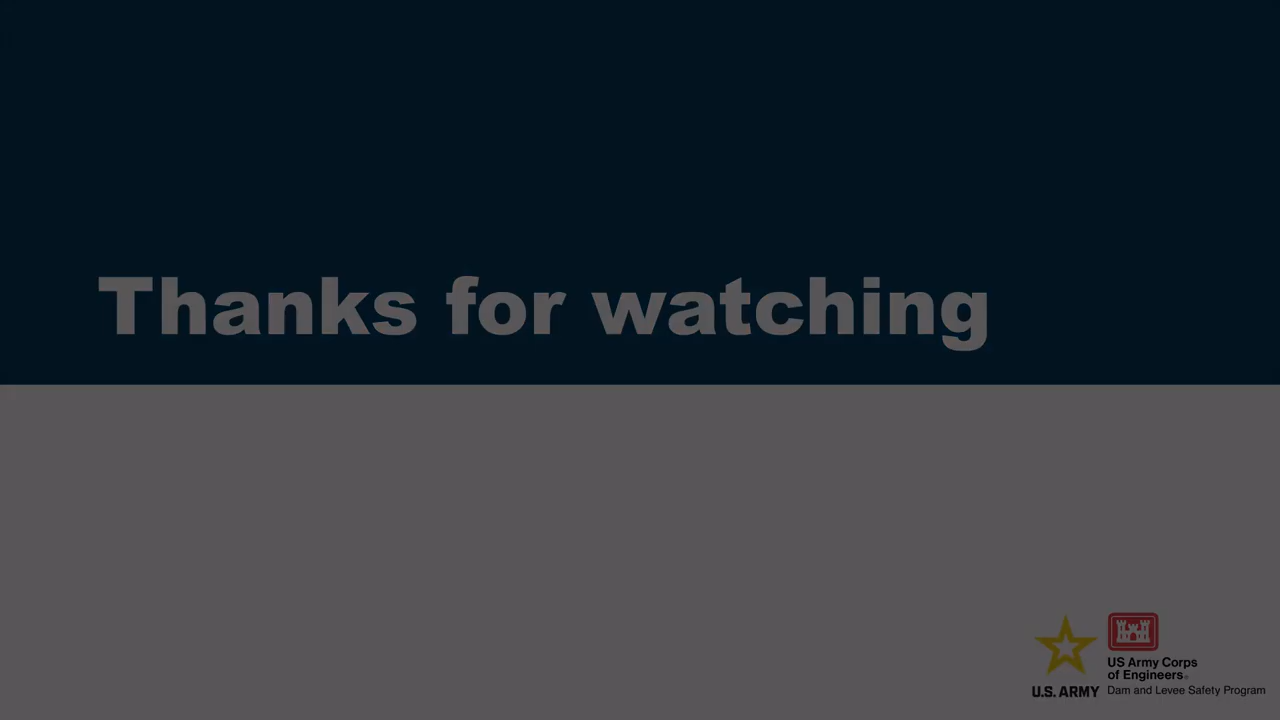 Thanks for watching
U.S. ARMY
US Army Corps
of Engineers®
Dam and Levee Safety Program